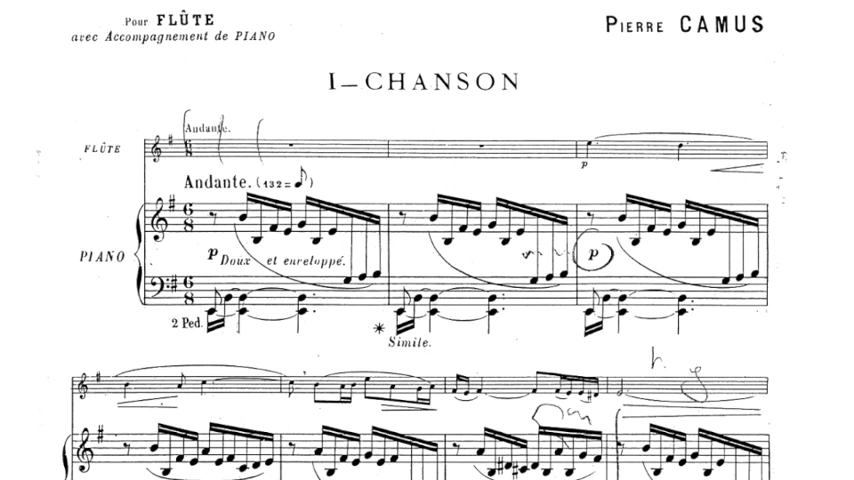 Pour FLÛTE
avec Accompagnement de PIANO
PIERRE CAMUS
I_CHANSON
Andante.
FLÛTE
p
Andante. (132=♪)
PIANO
p Doux et enveloppé.
p
2 Ped.
Simile.